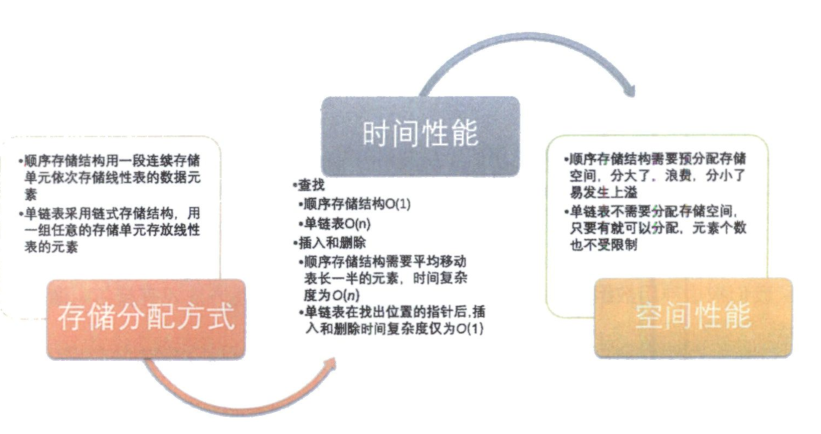 •顺序存储结构用一段连续存储
单元依次存储线性表的数据元
素
•单链表采用链式存储结构，用
一组任意的存储单元存放线性
表的元素
存储分配方式
时间性能
•查找
•顺序存储结构O(1)
•单链表O(n)
•插入和删除
•顺序存储结构需要平均移动
表长一半的元素，时间复杂
度为O(n)
•单链表在找出位置的指针后,插
入和删除时间复杂度仅为O(1)
•顺序存储结构需要预分配存储
空间，分大了，浪费，分小了
易发生上溢
•单链表不需要分配存储空间，
只要有就可以分配，元素个数
也不受限制
空间性能